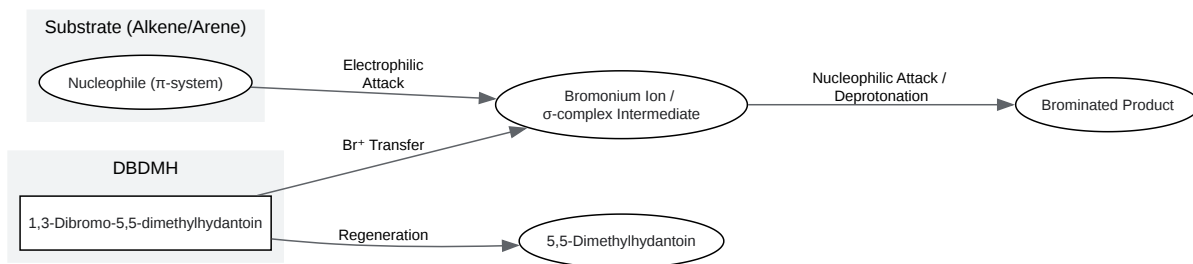 Substrate (Alkene/Arene)
Nucleophile (π-system)
Electrophilic
Attack
Bromonium Ion /
σ-complex Intermediate
Nucleophilic Attack /
Deprotonation
Brominated Product
Br⁺ Transfer
DBDMH
1,3-Dibromo-5,5-dimethylhydantoin
Regeneration
5,5-Dimethylhydantoin